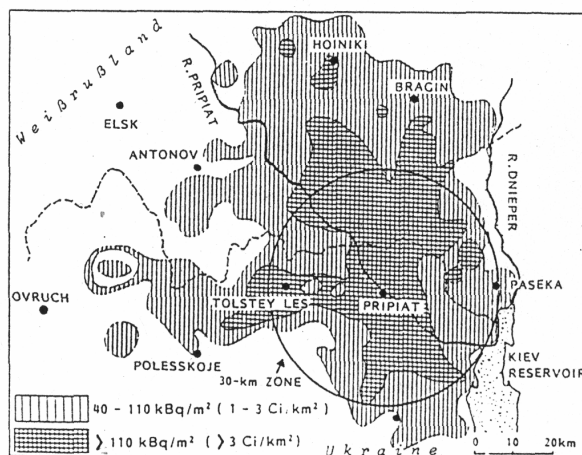 Weißrußland
HOINIKI
R. PRIPIAT
BRAGIN
ELSK
ANTONOV
R. DNIEPER
OVRUCH
TOLSTEY LES
PRIPIAT
PASEKA
POLESSKOJE
30-km ZONE
KIEV
RESERVOIR
40 - 110 kBq/m² ( 1 - 3 Ci/km² )
> 110 kBq/m² ( > 3 Ci/km² )
Ukraine
0 10 20km